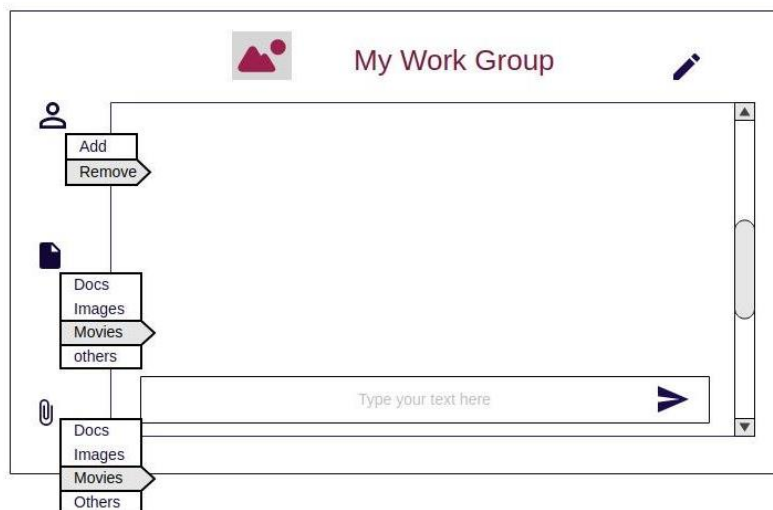 My Work Group
Add
Remove
Docs
Images
Movies
others
Type your text here
Docs
Images
Movies
Others